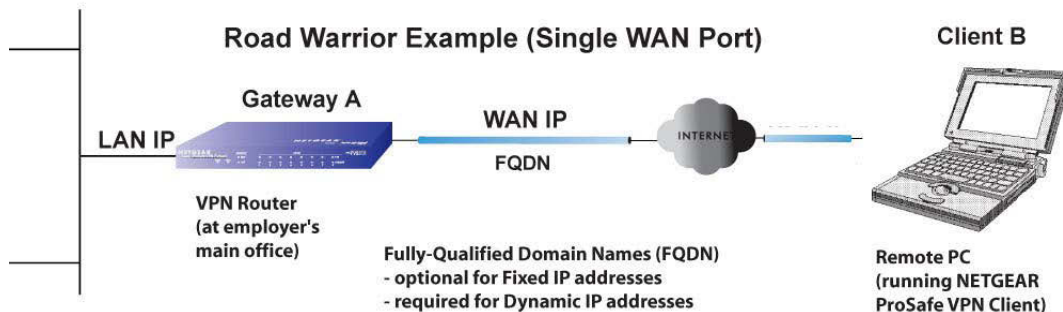 Road Warrior Example (Single WAN Port)
Client B
Gateway A
LAN IP
WAN IP
FQDN
INTERNET
NETGEAR
VPN Router
(at employer's
main office)
Fully-Qualified Domain Names (FQDN)
- optional for Fixed IP addresses
- required for Dynamic IP addresses
Remote PC
(running NETGEAR
ProSafe VPN Client)